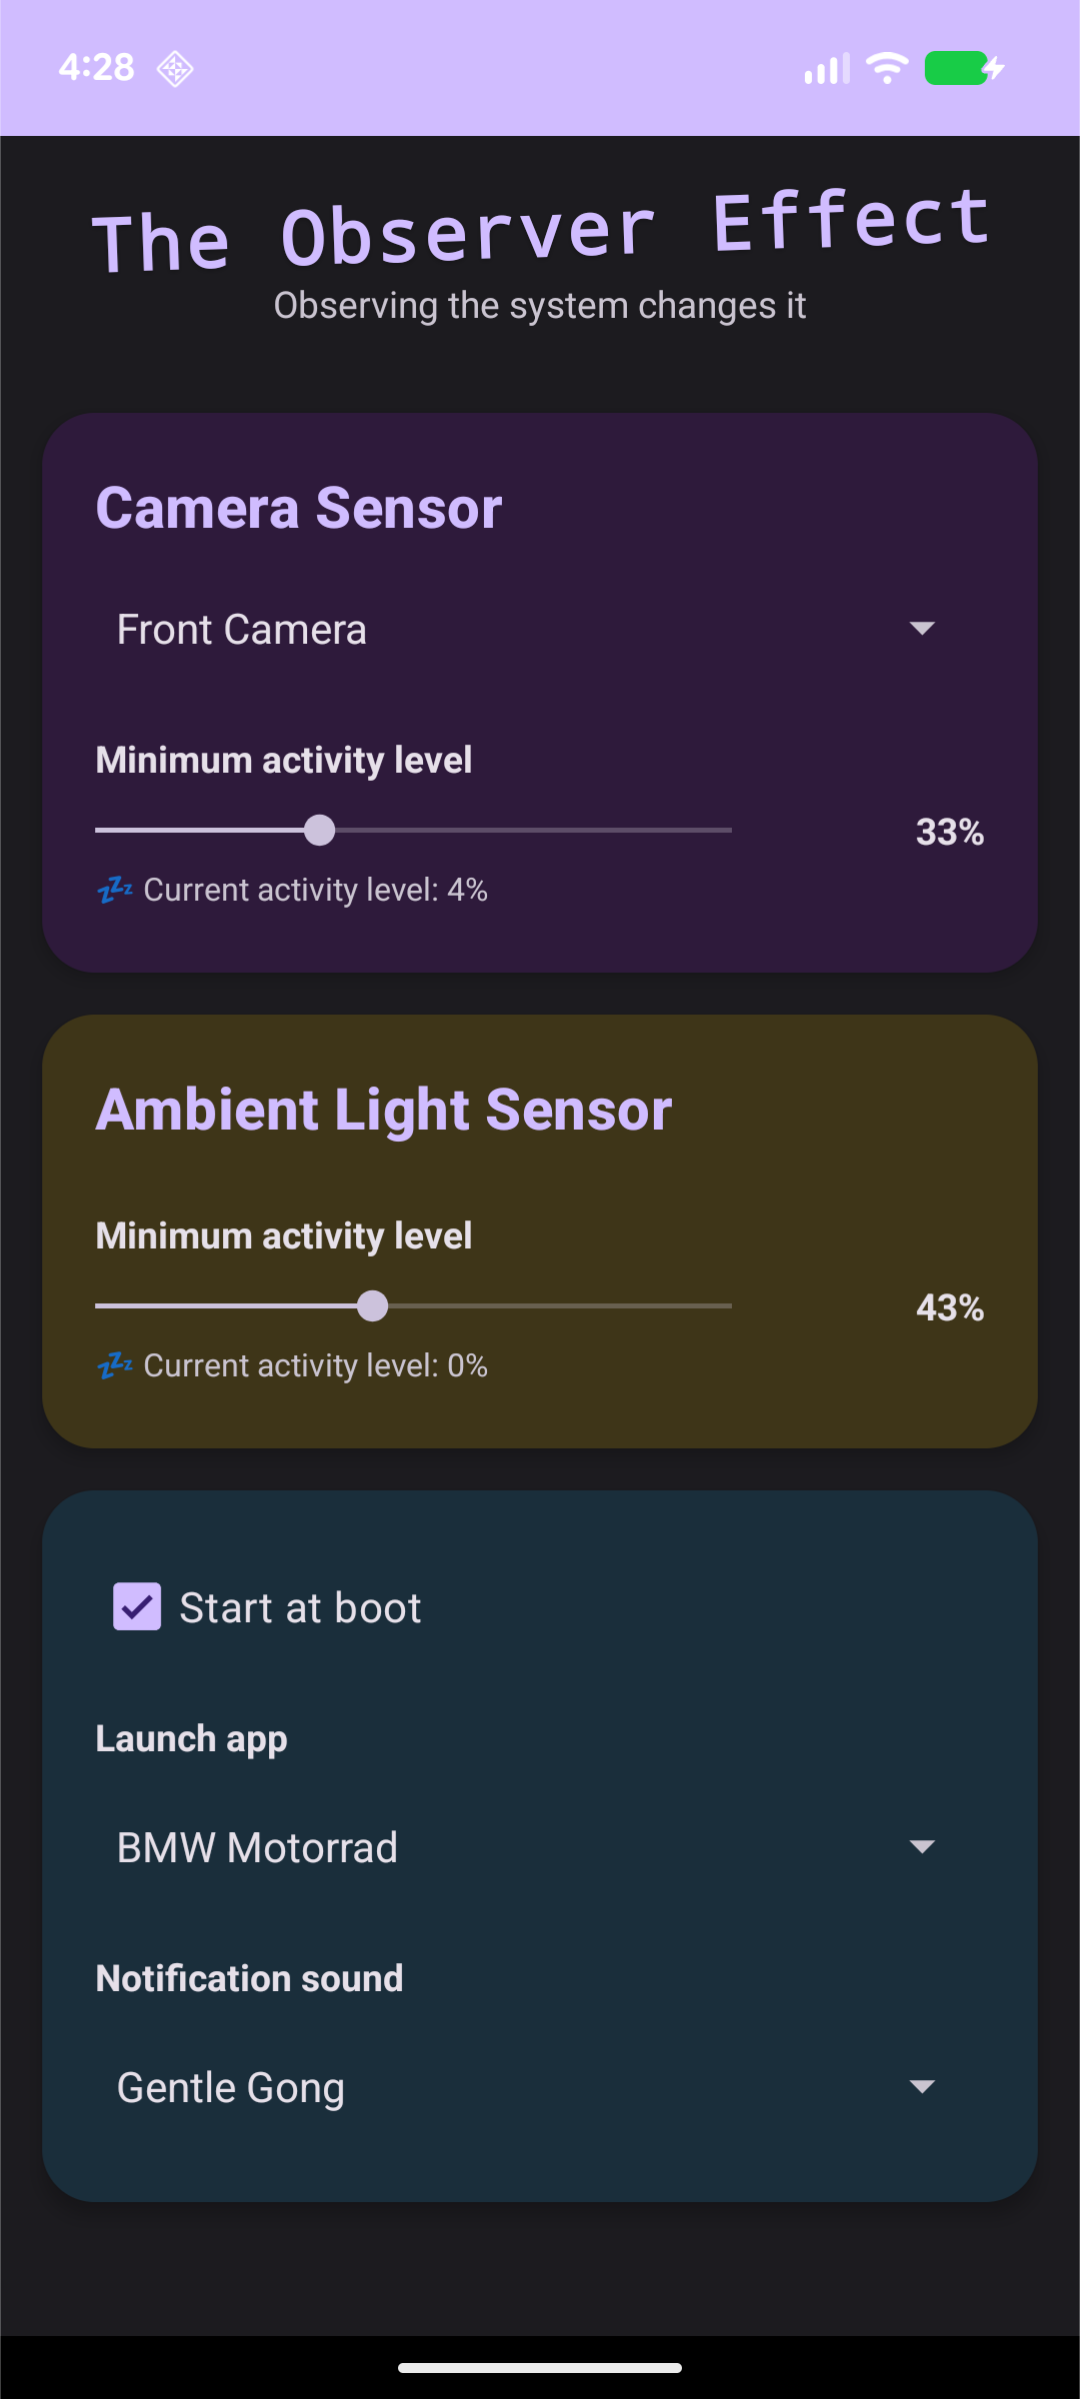 4:28
The Observer Effect
Observing the system changes it
Camera Sensor
Front Camera
Minimum activity level
33%
💤 Current activity level: 4%
Ambient Light Sensor
Minimum activity level
43%
💤 Current activity level: 0%
Start at boot
Launch app
BMW Motorrad
Notification sound
Gentle Gong